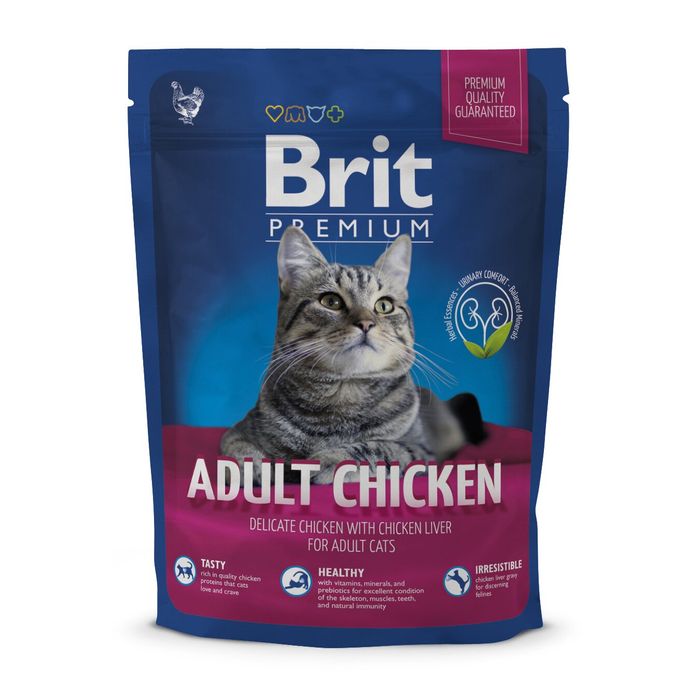 PREMIUM
QUALITY
GUARANTEED
Brit
PREMIUM
Herbal Essences - URINARY COMFORT - Balanced Minerals
ADULT CHICKEN
DELICATE CHICKEN WITH CHICKEN LIVER
FOR ADULT CATS
TASTY
rich in quality chicken
proteins that cats
love and crave
HEALTHY
with vitamins, minerals, and
prebiotics for excellent condition
of the skeleton, muscles, teeth,
and natural immunity
IRRESISTIBLE
chicken liver gravy
for discerning
felines